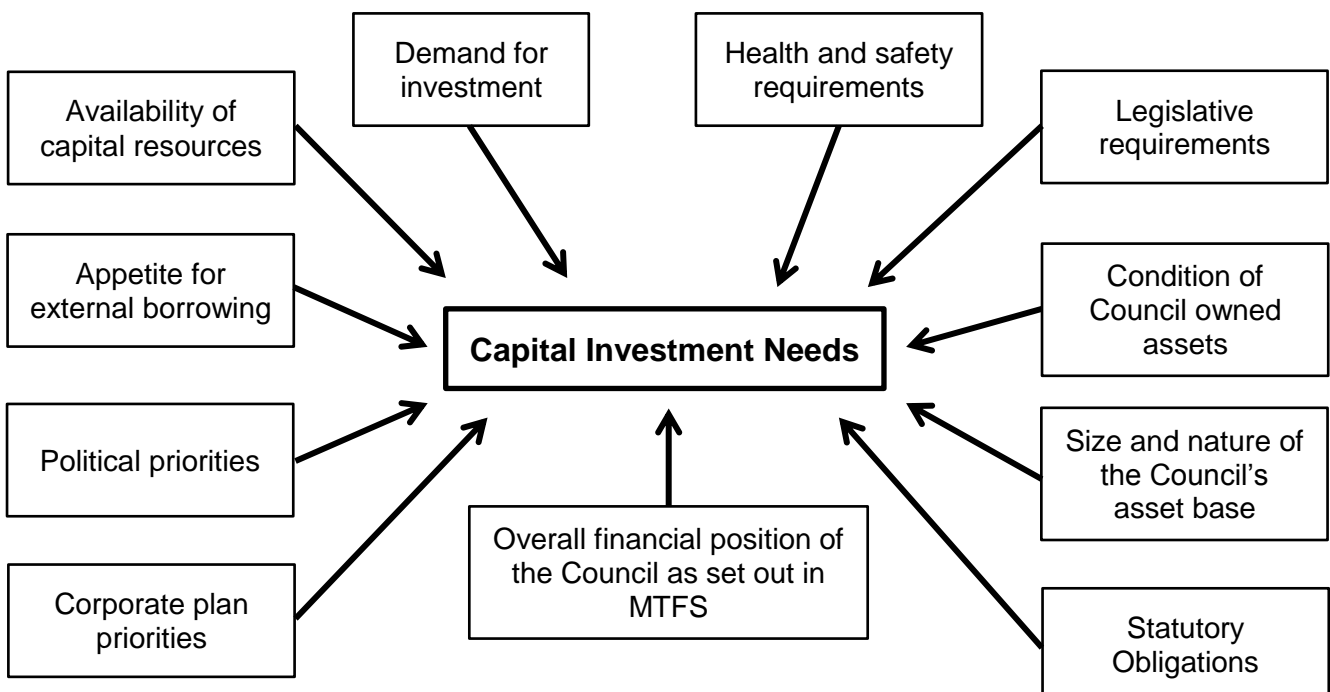 Demand for
investment
Health and safety
requirements
Availability of
capital resources
Legislative
requirements
Appetite for
external borrowing
Condition of
Council owned
assets
Capital Investment Needs
Political priorities
Size and nature of
the Council’s
asset base
Overall financial position of
the Council as set out in
MTFS
Corporate plan
priorities
Statutory
Obligations